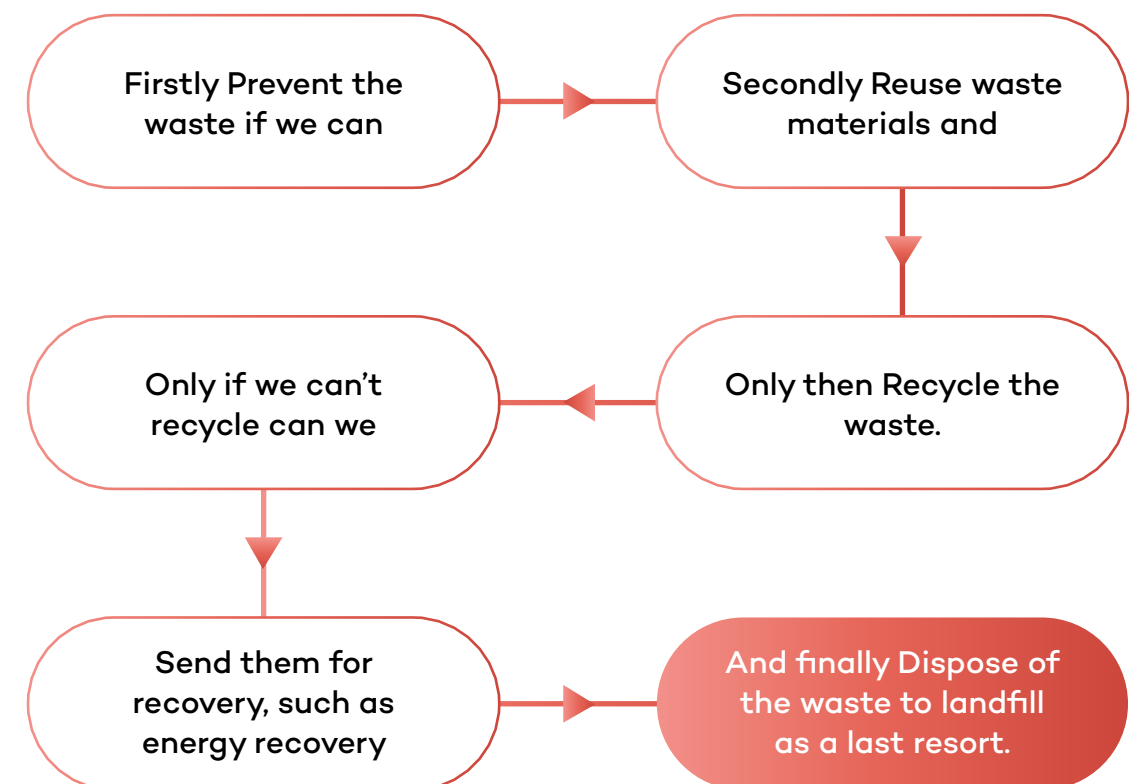 Firstly Prevent the
waste if we can
Secondly Reuse waste
materials and
Only then Recycle the
waste.
Only if we can't
recycle can we
Send them for
recovery, such as
energy recovery
And finally Dispose of
the waste to landfill
as a last resort.